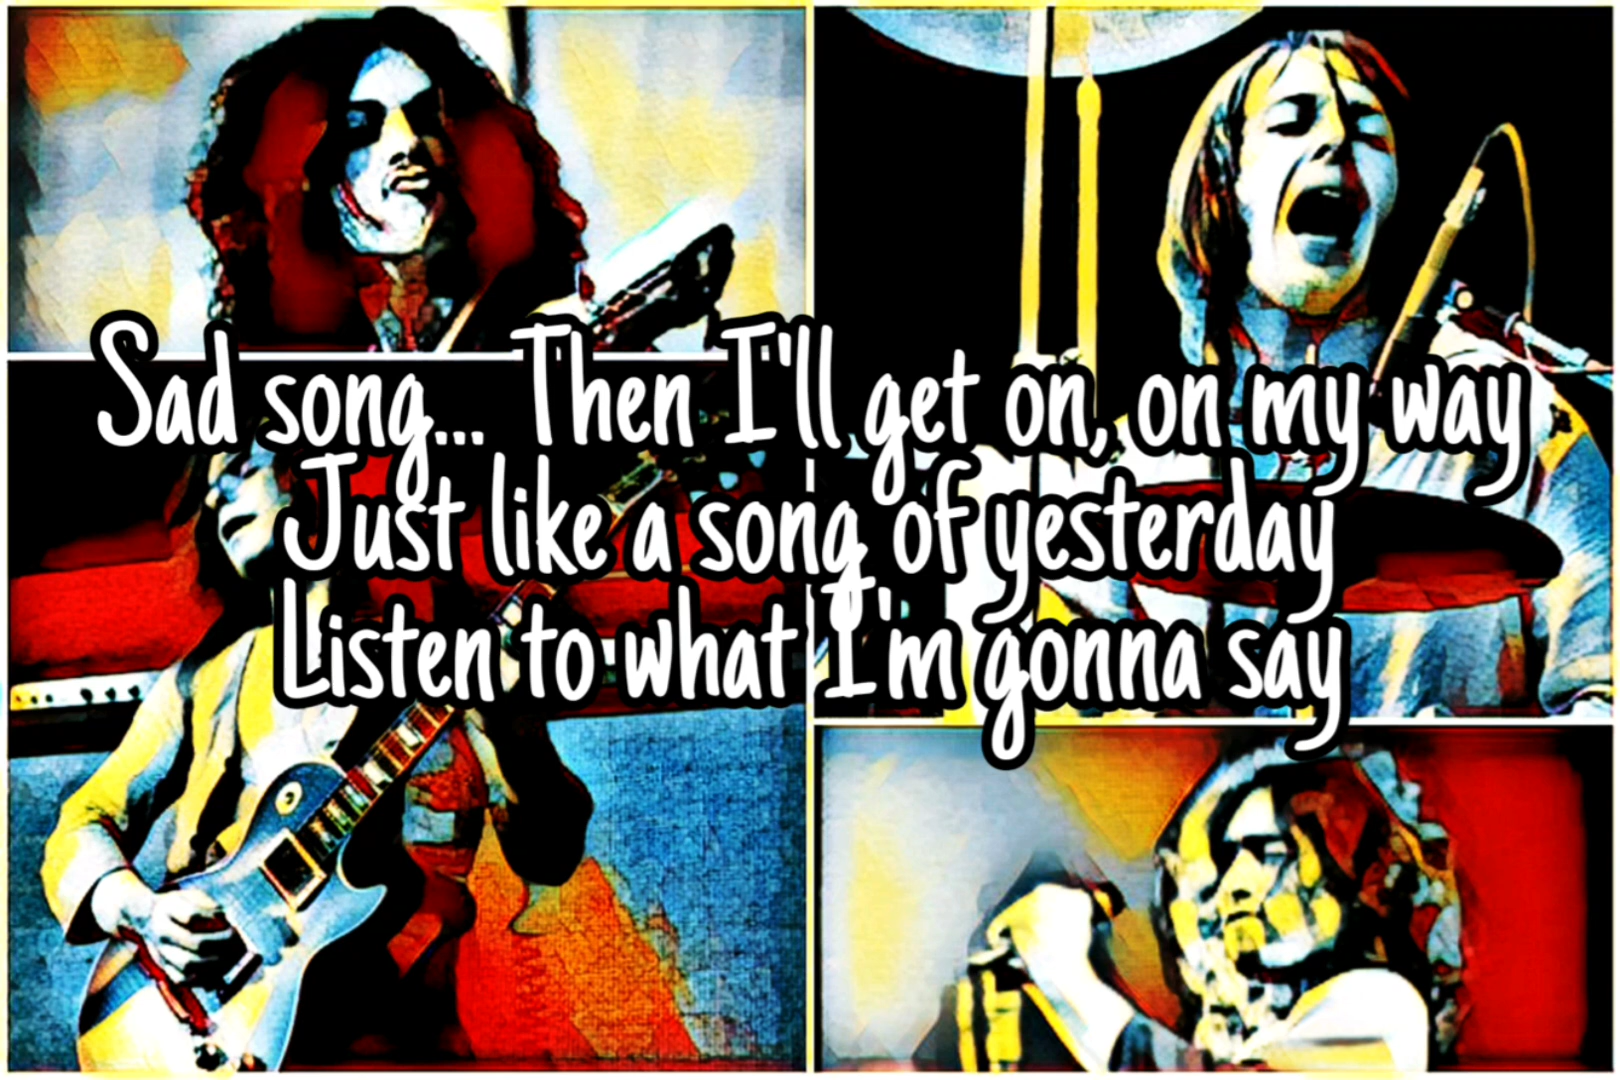 Sad song... Then I'll get on, on my way
Just like a song of yesterday
Listen to what I'm gonna say